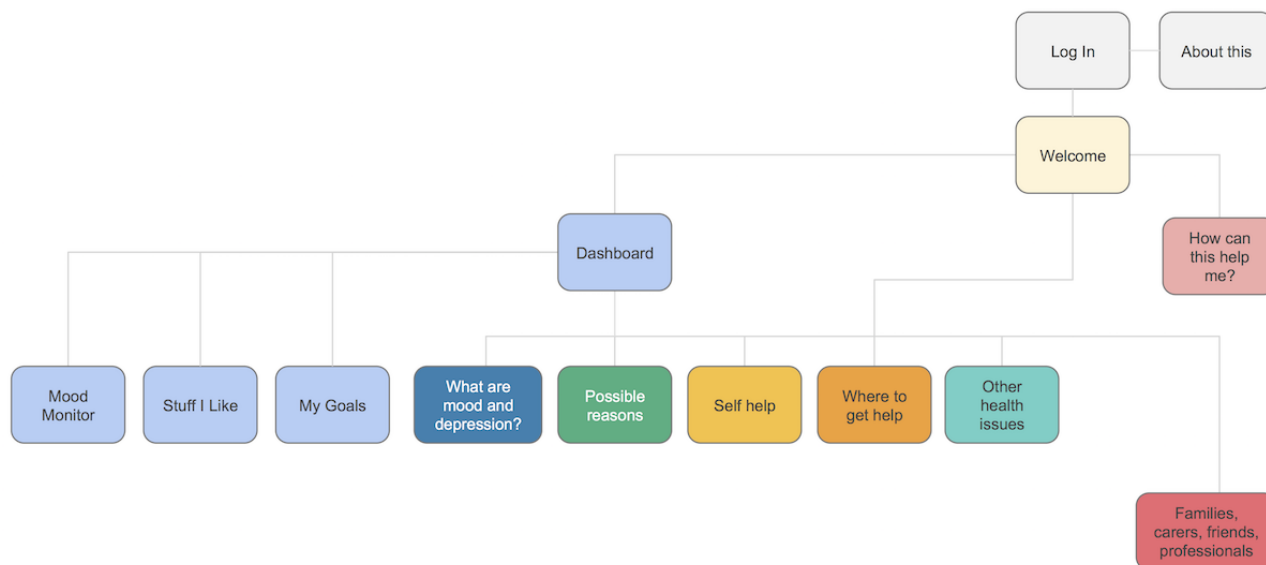 Log In
About this
Welcome
Dashboard
How can
this help
me?
Mood
Monitor
Stuff I Like
My Goals
What are
mood and
depression?
Possible
reasons
Self help
Where to
get help
Other
health
issues
Families,
carers, friends,
professionals